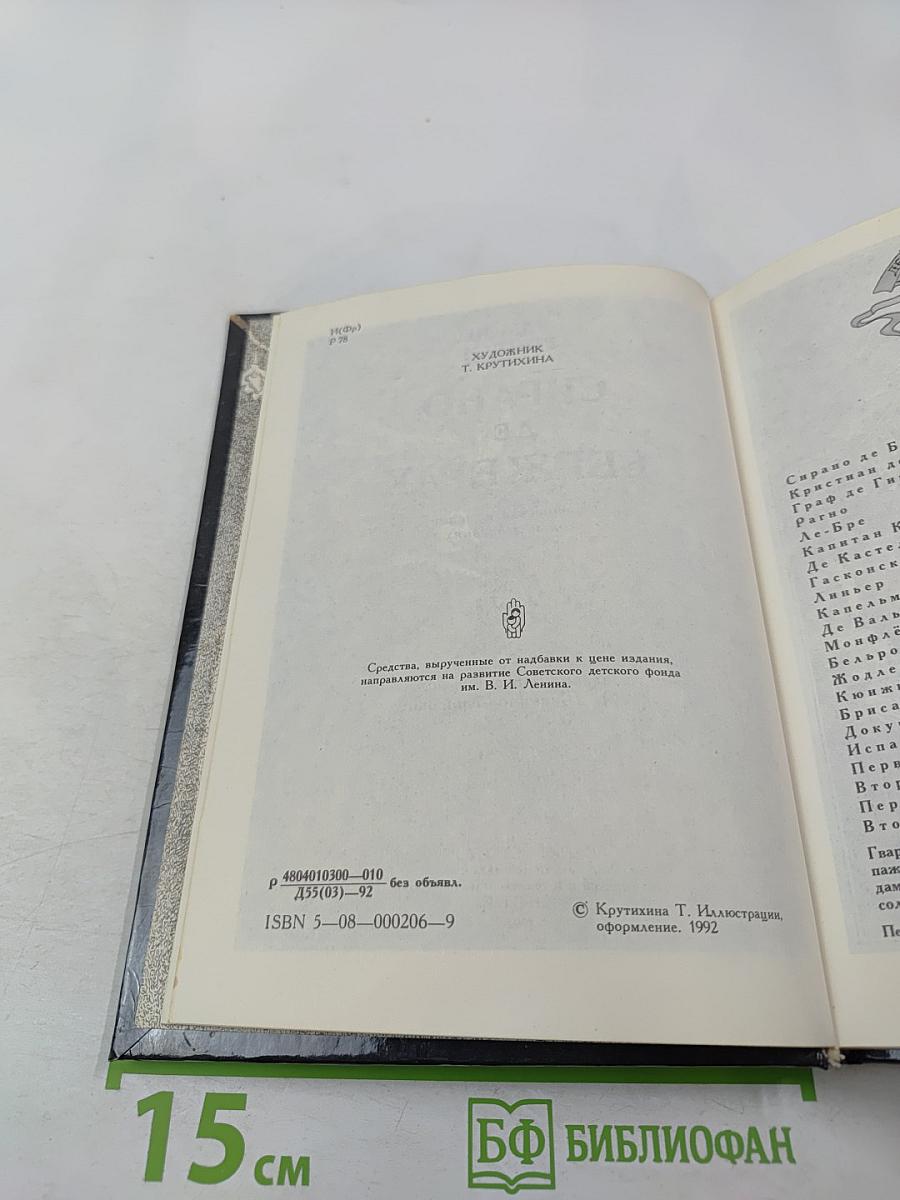 И(Фр)
Р 78
ХУДОЖНИК
Т. КРУТИХИНА
Средства, вырученные от надбавки к цене издания,
направляются на развитие Советского детского фонда
им. В. И. Ленина.
Р 4804010300—010
Д55(03)—92 без объявл.
ISBN 5—08—000206—9
© Крутихина Т. Иллюстрации,
оформление. 1992
Сирано де Б
Кристиан де
Граф де Ги
Рагно
Ле-Бре
Капитан К
Де Касте
Гасконск
Линьер
Капельм
Де Валь
Монфлё
Бельро
Жодле
Кюижи
Бриса
Доку
Испа
Перв
Втор
Пер
Вто
Гвар
паж
дам
сол
Пе
15 см
БФ БИБЛИОФАН